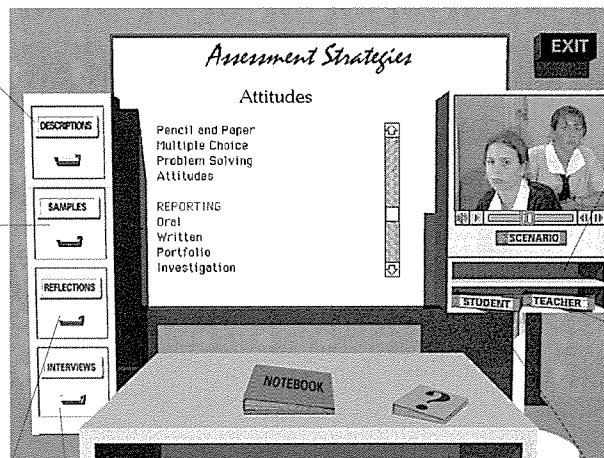 Assessment Strategies
EXIT
Attitudes
DESCRIPTIONS
Pencil and Paper
Multiple Choice
Problem Solving
Attitudes
SAMPLES
REPORTING
Oral
Written
Portfolio
Investigation
SCENARIO
REFLECTIONS
STUDENT TEACHER
INTERVIEWS
NOTEBOOK
?